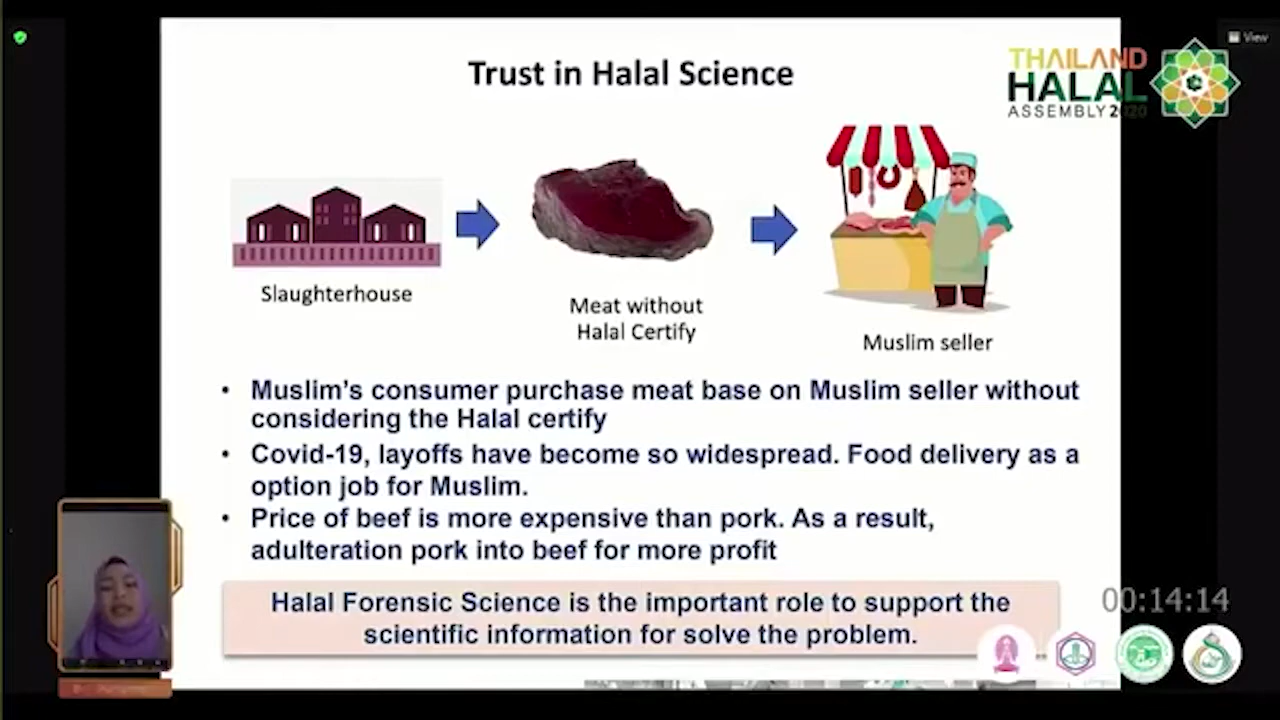 View
Trust in Halal Science
THAILAND
HALAL
ASSEMBLY 2020
Slaughterhouse
Meat without
Halal Certify
Muslim seller
• Muslim's consumer purchase meat base on Muslim seller without
considering the Halal certify
• Covid-19, layoffs have become so widespread. Food delivery as a
option job for Muslim.
• Price of beef is more expensive than pork. As a result,
adulteration pork into beef for more profit
Halal Forensic Science is the important role to support the
scientific information for solve the problem.
00:14:14